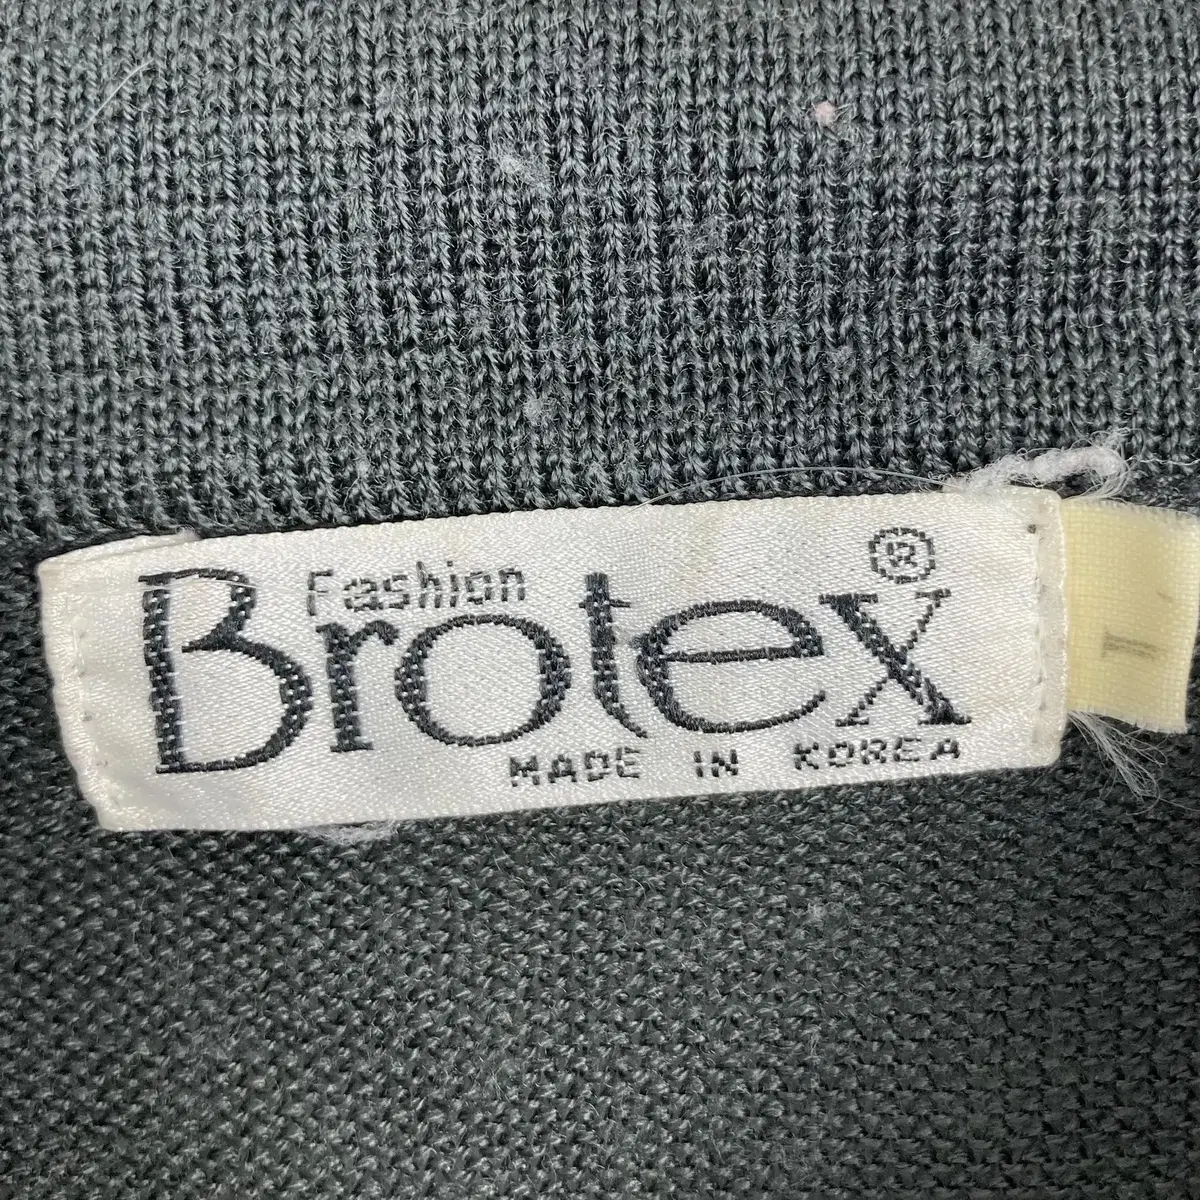 Fashion
Brotex ®
MADE IN KOREA